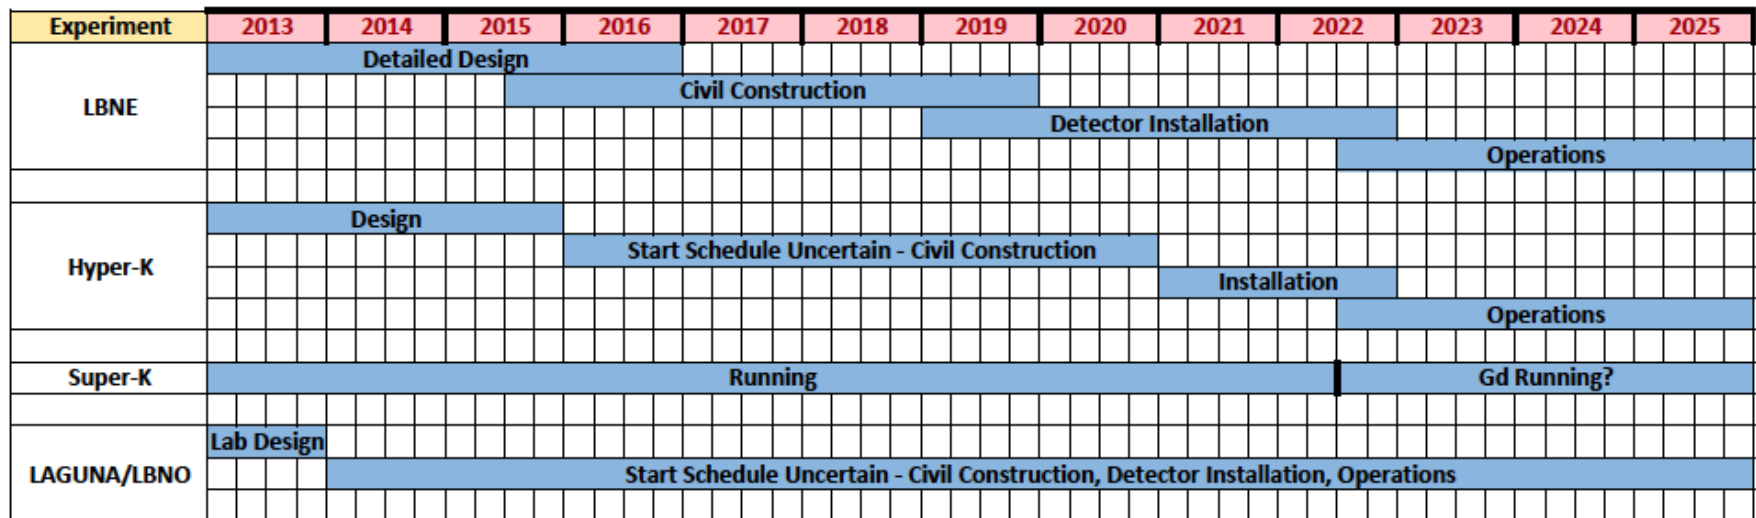 Experiment 2013 2014 2015 2016 2017 2018 2019 2020 2021 2022 2023 2024 2025
LBNE
Detailed Design
Civil Construction
Detector Installation
Operations
Hyper-K
Design
Start Schedule Uncertain - Civil Construction
Installation
Operations
Super-K Running Gd Running?
LAGUNA/LBNO
Lab Design
Start Schedule Uncertain - Civil Construction, Detector Installation, Operations